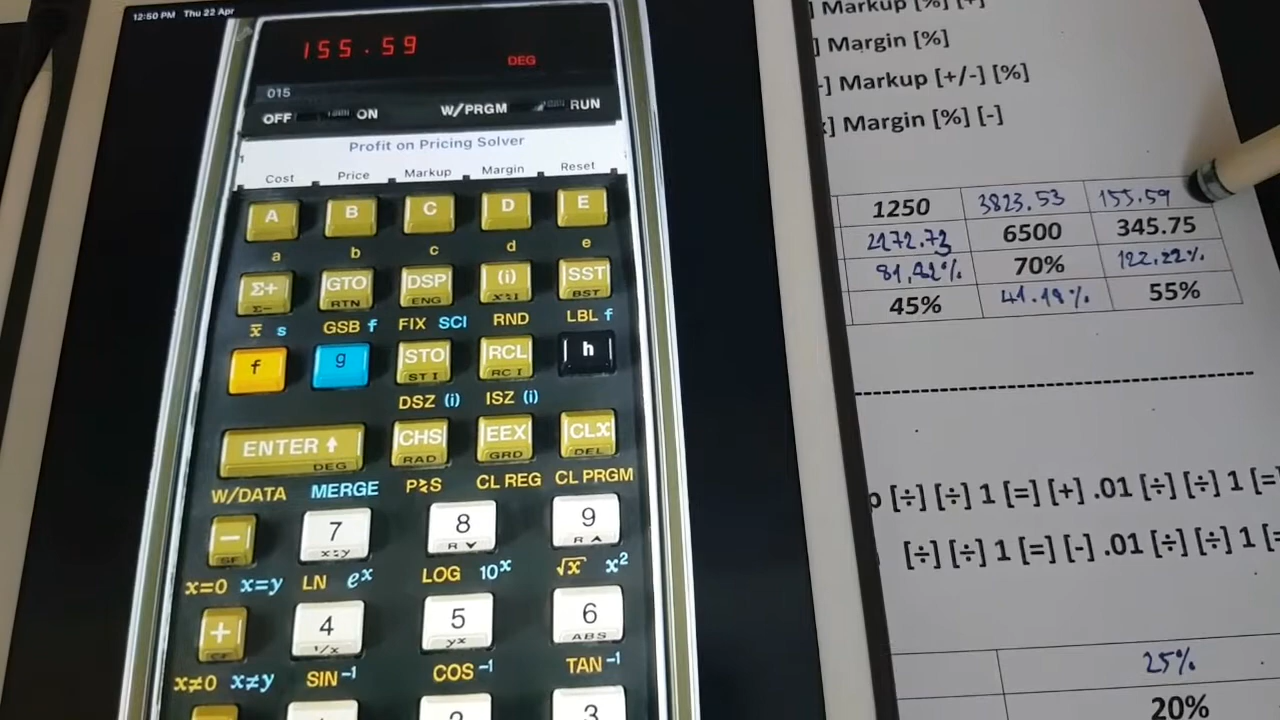 12:50 PM Thu 22 Apr
155.59
DEG
015
OFF ON W/PRGM RUN
Profit on Pricing Solver
1
Cost Price Markup Margin Reset
A B C D E
a b c d e
Σ+ GTO DSP (i) SST
Σ- RTN ENG x⇄I BST
x̄ s GSB f FIX SCI RND LBL f
f g STO RCL h
ST I RC I
DSZ (i) ISZ (i)
ENTER ↑ CHS EEX CLX
DEG RAD GRD DEL
W/DATA MERGE P⇄S CL REG CL PRGM
− 7 8 9
SF x⇄y R▼ R▲
x=0 x=y LN eˣ LOG 10ˣ √x x²
+ 4 5 6
CF 1/x yˣ ABS
x≠0 x≠y SIN⁻¹ COS⁻¹ TAN⁻¹
3
] Markup [%] [+]
] Margin [%]
-] Markup [+/-] [%]
] Margin [%] [-]
1250 3823.53 155.59
2172.73 6500 345.75
81,82% 70% 122,22%
45% 41.18% 55%
[÷] [÷] 1 [=] [+] .01 [÷] [÷] 1 [=
[÷] [÷] 1 [=] [-] .01 [÷] [÷] 1 [=
25%
20%